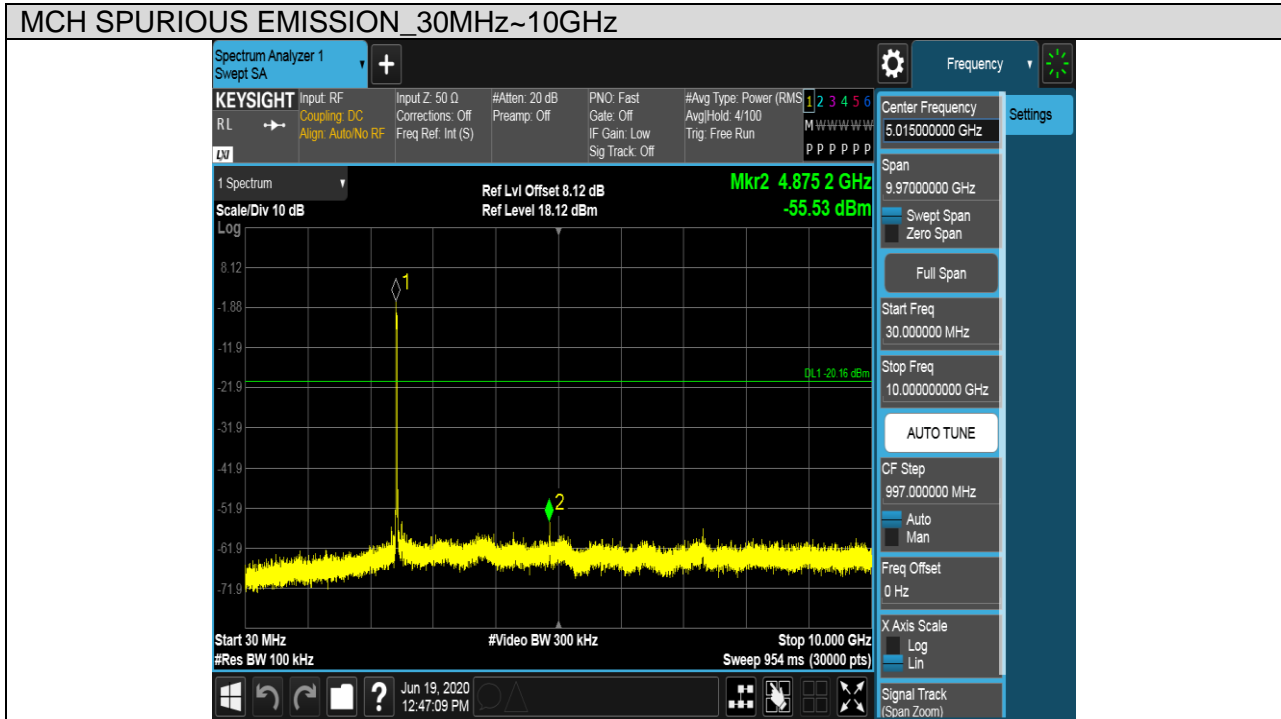 MCH SPURIOUS EMISSION_30MHz~10GHz
Spectrum Analyzer 1
Swept SA
+
Frequency
KEYSIGHT
RL
LXI
Input: RF
Coupling: DC
Align: Auto/No RF
Input Z: 50 Ω
Corrections: Off
Freq Ref: Int (S)
#Atten: 20 dB
Preamp: Off
PNO: Fast
Gate: Off
IF Gain: Low
Sig Track: Off
#Avg Type: Power (RMS
Avg|Hold: 4/100
Trig: Free Run
1 2 3 4 5 6
M W W W W W
P P P P P P
1 Spectrum
Scale/Div 10 dB
Log
Ref Lvl Offset 8.12 dB
Ref Level 18.12 dBm
Mkr2 4.875 2 GHz
-55.53 dBm
8.12
-1.88
-11.9
-21.9
-31.9
-41.9
-51.9
-61.9
-71.9
1
2
DL1 -20.16 dBm
Start 30 MHz
#Res BW 100 kHz
#Video BW 300 kHz
Stop 10.000 GHz
Sweep 954 ms (30000 pts)
?
Jun 19, 2020
12:47:09 PM
Center Frequency
5.015000000 GHz
Settings
Span
9.97000000 GHz
Swept Span
Zero Span
Full Span
Start Freq
30.000000 MHz
Stop Freq
10.000000000 GHz
AUTO TUNE
CF Step
997.000000 MHz
Auto
Man
Freq Offset
0 Hz
X Axis Scale
Log
Lin
Signal Track
(Span Zoom)